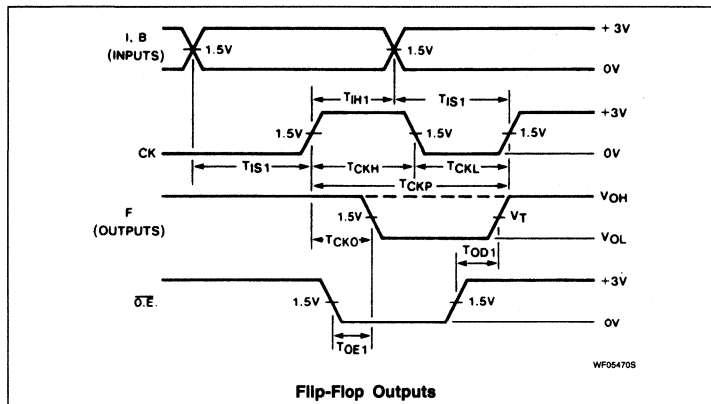 I, B
(INPUTS)
1.5V
1.5V
+3V
0V
TIH1
TIS1
CK
1.5V
1.5V
1.5V
+3V
0V
TIS1
TCKH
TCKL
TCKP
F
(OUTPUTS)
1.5V
VOH
VT
VOL
TCKO
TOD1
O.E.
1.5V
1.5V
+3V
0V
TOE1
WF05470S
Flip-Flop Outputs